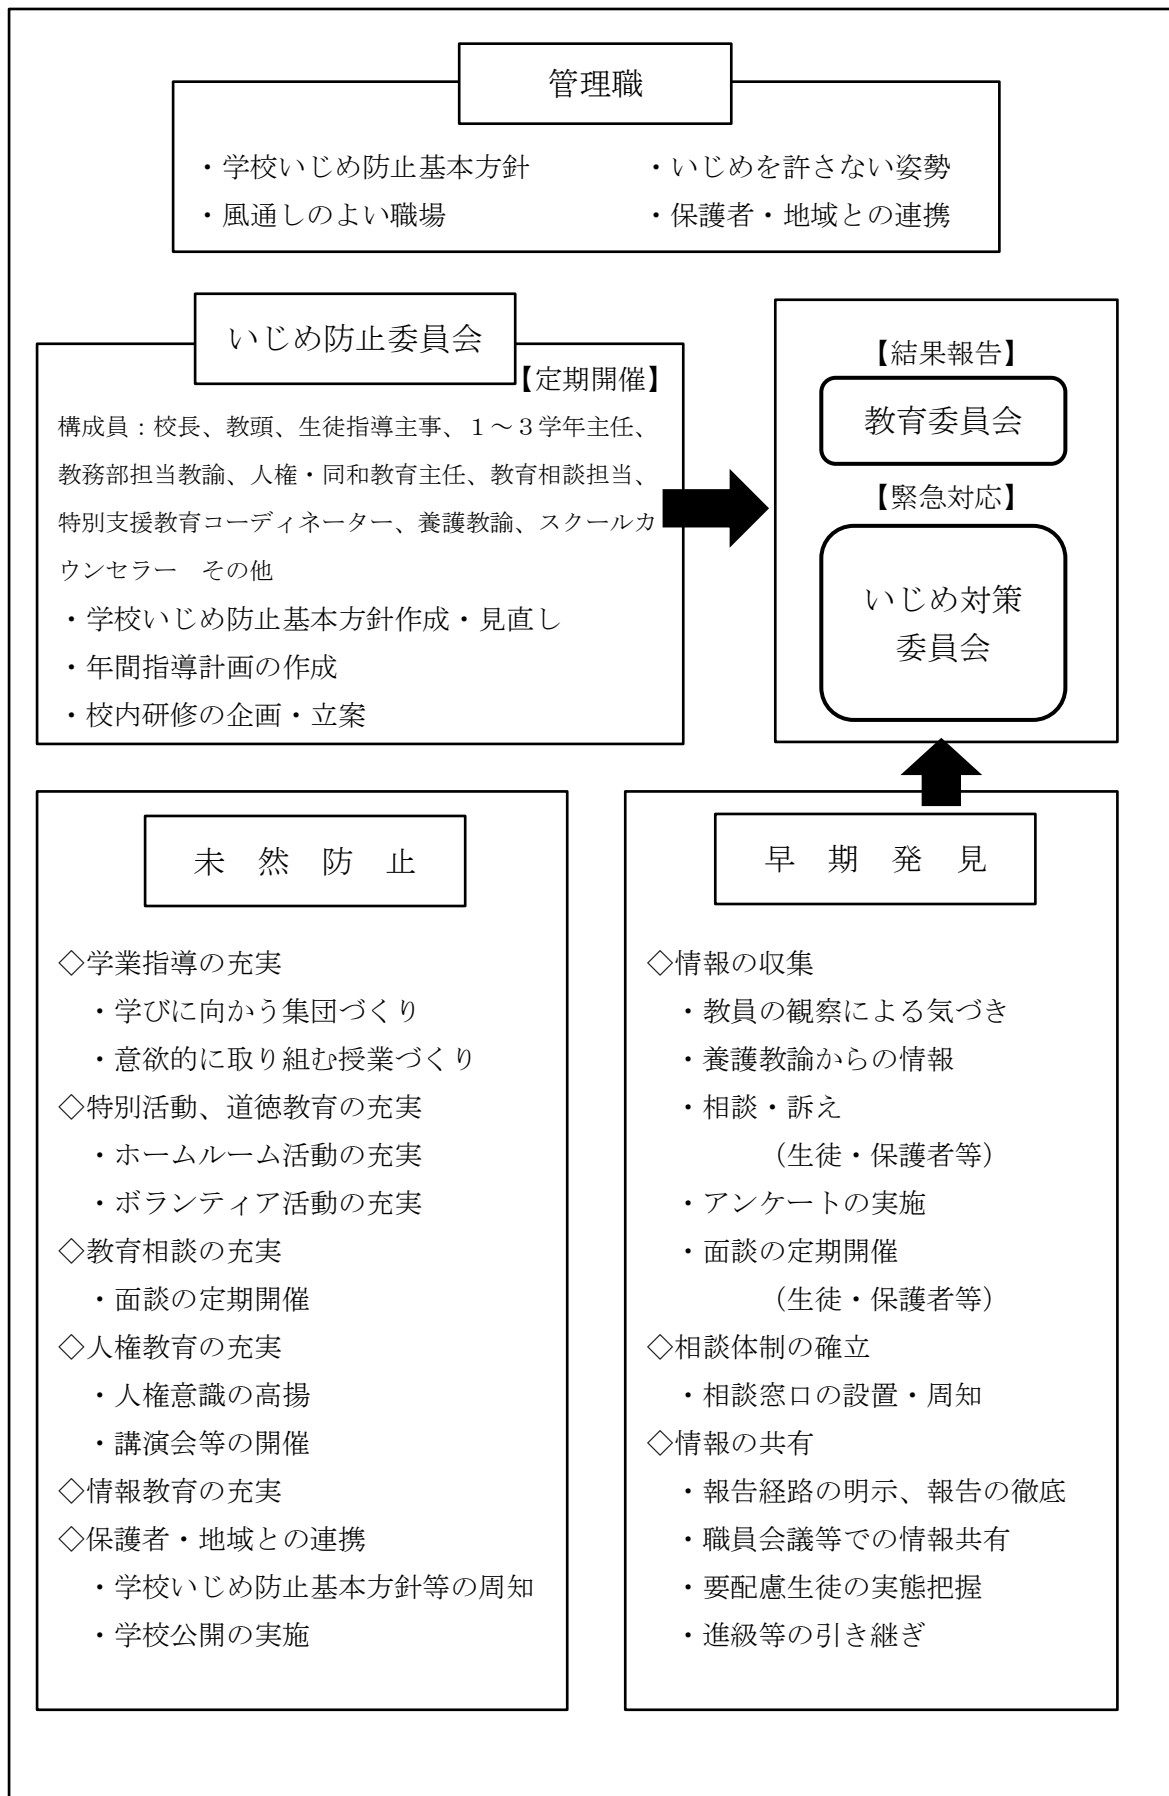 管理職
・学校いじめ防止基本方針　・いじめを許さない姿勢
・風通しのよい職場　・保護者・地域との連携
いじめ防止委員会
【定期開催】
構成員：校長、教頭、生徒指導主事、１～３学年主任、
教務部担当教諭、人権・同和教育主任、教育相談担当、
特別支援教育コーディネーター、養護教諭、スクールカ
ウンセラー　その他
・学校いじめ防止基本方針作成・見直し
・年間指導計画の作成
・校内研修の企画・立案
【結果報告】
教育委員会
【緊急対応】
いじめ対策
委員会
未　然　防　止
◇学業指導の充実
・学びに向かう集団づくり
・意欲的に取り組む授業づくり
◇特別活動、道徳教育の充実
・ホームルーム活動の充実
・ボランティア活動の充実
◇教育相談の充実
・面談の定期開催
◇人権教育の充実
・人権意識の高揚
・講演会等の開催
◇情報教育の充実
◇保護者・地域との連携
・学校いじめ防止基本方針等の周知
・学校公開の実施
早　期　発　見
◇情報の収集
・教員の観察による気づき
・養護教諭からの情報
・相談・訴え
（生徒・保護者等）
・アンケートの実施
・面談の定期開催
（生徒・保護者等）
◇相談体制の確立
・相談窓口の設置・周知
◇情報の共有
・報告経路の明示、報告の徹底
・職員会議等での情報共有
・要配慮生徒の実態把握
・進級等の引き継ぎ